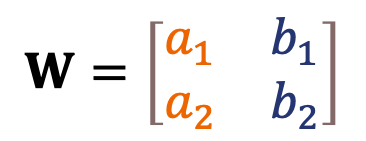 W = [a₁ b₁
a₂ b₂]